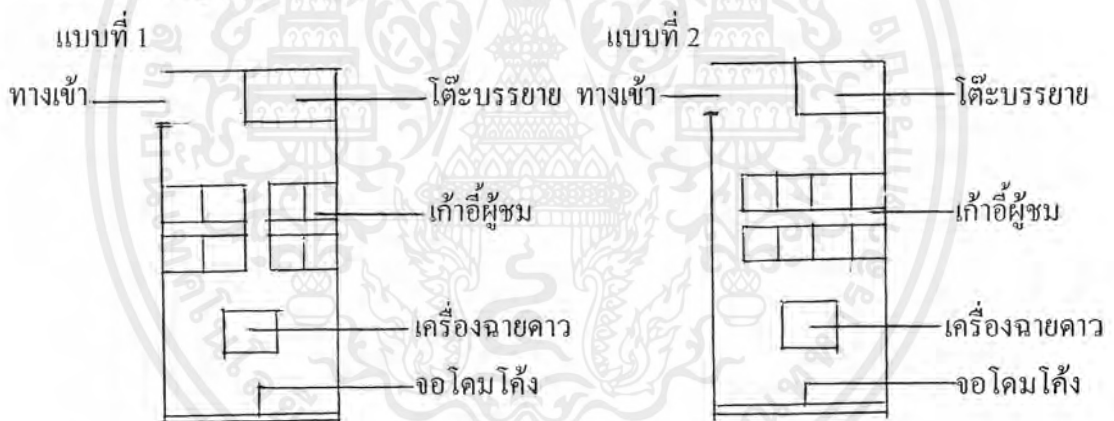 แบบที่ 1
แบบที่ 2
ทางเข้า
โต๊ะบรรยาย
ทางเข้า
โต๊ะบรรยาย
เก้าอี้ผู้ชม
เก้าอี้ผู้ชม
เครื่องฉายดาว
เครื่องฉายดาว
จอโดมโค้ง
จอโดมโค้ง